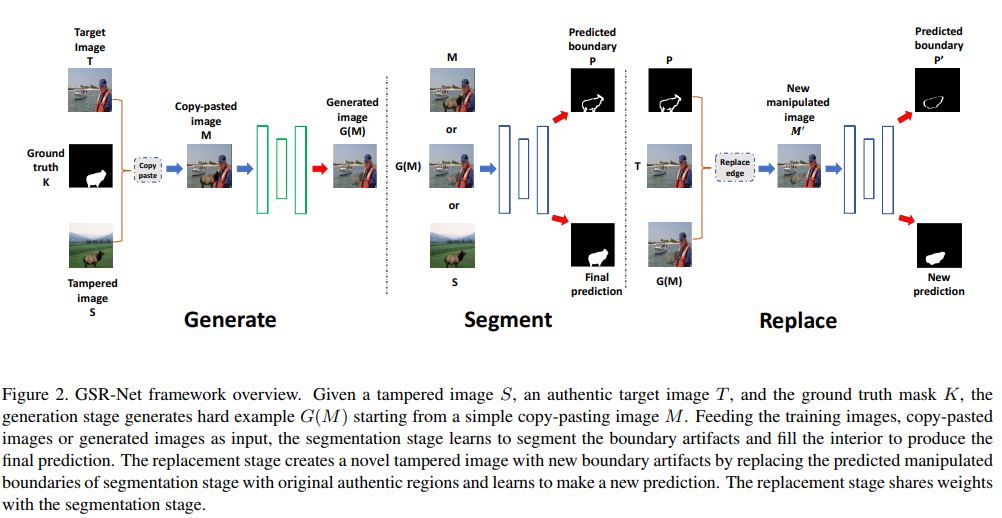 Target
Image
T
Ground
truth
K
Tampered
image
S
Copy
paste
Copy-pasted
image
M
Generated
image
G(M)
Generate
M
or
G(M)
or
S
Predicted
boundary
P
Final
prediction
Segment
P
T
G(M)
Replace
edge
New
manipulated
image
M'
Predicted
boundary
P'
New
prediction
Replace
Figure 2. GSR-Net framework overview. Given a tampered image S, an authentic target image T, and the ground truth mask K, the
generation stage generates hard example G(M) starting from a simple copy-pasting image M. Feeding the training images, copy-pasted
images or generated images as input, the segmentation stage learns to segment the boundary artifacts and fill the interior to produce the
final prediction. The replacement stage creates a novel tampered image with new boundary artifacts by replacing the predicted manipulated
boundaries of segmentation stage with original authentic regions and learns to make a new prediction. The replacement stage shares weights
with the segmentation stage.